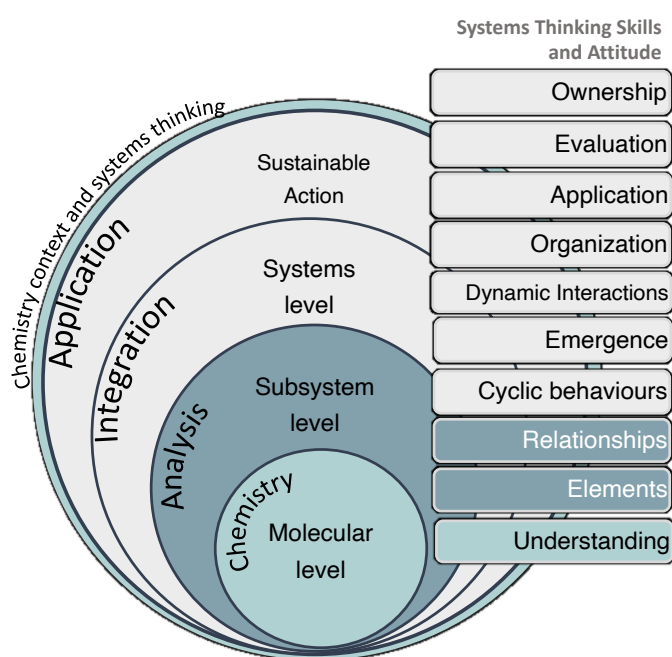 Systems Thinking Skills
and Attitude
Ownership
Evaluation
Application
Organization
Dynamic Interactions
Emergence
Cyclic behaviours
Relationships
Elements
Understanding
Chemistry context and systems thinking
Application
Sustainable
Action
Integration
Systems
level
Analysis
Subsystem
level
Chemistry
Molecular
level